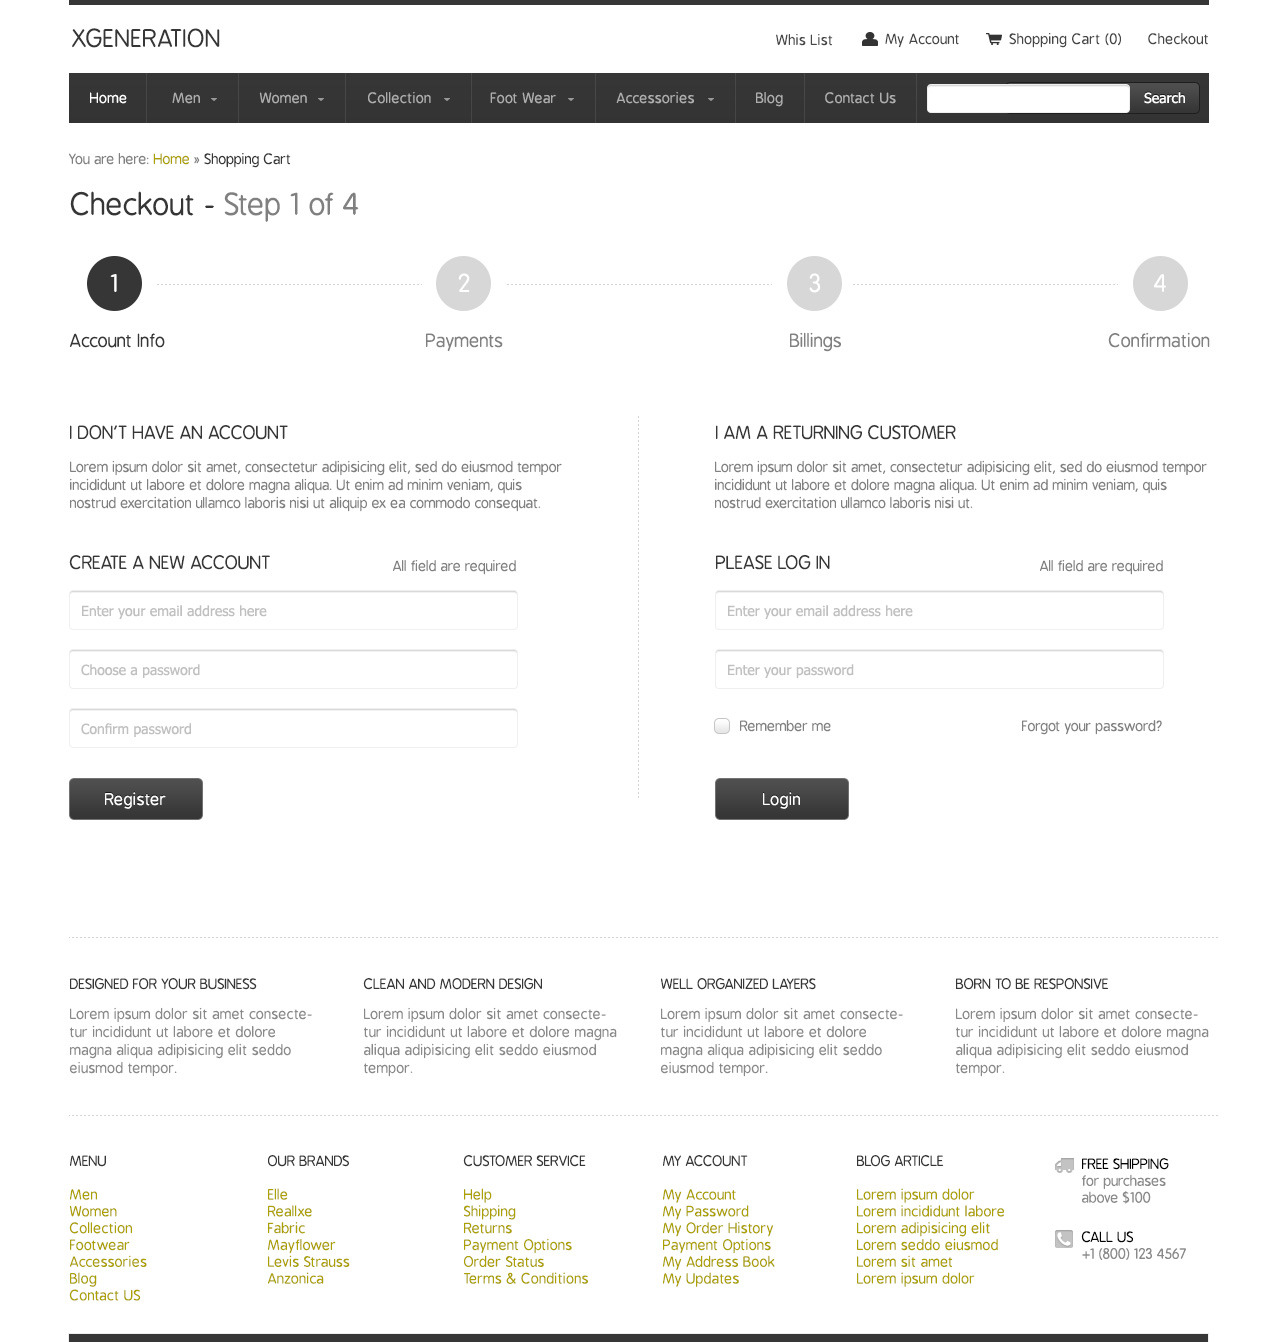 XGENERATION
Whis List My Account Shopping Cart (0) Checkout
Home Men Women Collection Foot Wear Accessories Blog Contact Us Search
You are here: Home » Shopping Cart
Checkout - Step 1 of 4
1 2 3 4
Account Info Payments Billings Confirmation
I DON'T HAVE AN ACCOUNT
Lorem ipsum dolor sit amet, consectetur adipisicing elit, sed do eiusmod tempor
incididunt ut labore et dolore magna aliqua. Ut enim ad minim veniam, quis
nostrud exercitation ullamco laboris nisi ut aliquip ex ea commodo consequat.
CREATE A NEW ACCOUNT All field are required
Enter your email address here
Choose a password
Confirm password
Register
I AM A RETURNING CUSTOMER
Lorem ipsum dolor sit amet, consectetur adipisicing elit, sed do eiusmod tempor
incididunt ut labore et dolore magna aliqua. Ut enim ad minim veniam, quis
nostrud exercitation ullamco laboris nisi ut.
PLEASE LOG IN All field are required
Enter your email address here
Enter your password
Remember me Forgot your password?
Login
DESIGNED FOR YOUR BUSINESS
Lorem ipsum dolor sit amet consecte-
tur incididunt ut labore et dolore
magna aliqua adipisicing elit seddo
eiusmod tempor.
CLEAN AND MODERN DESIGN
Lorem ipsum dolor sit amet consecte-
tur incididunt ut labore et dolore magna
aliqua adipisicing elit seddo eiusmod
tempor.
WELL ORGANIZED LAYERS
Lorem ipsum dolor sit amet consecte-
tur incididunt ut labore et dolore
magna aliqua adipisicing elit seddo
eiusmod tempor.
BORN TO BE RESPONSIVE
Lorem ipsum dolor sit amet consecte-
tur incididunt ut labore et dolore magna
aliqua adipisicing elit seddo eiusmod
tempor.
MENU
Men
Women
Collection
Footwear
Accessories
Blog
Contact US
OUR BRANDS
Elle
Reallxe
Fabric
Mayflower
Levis Strauss
Anzonica
CUSTOMER SERVICE
Help
Shipping
Returns
Payment Options
Order Status
Terms & Conditions
MY ACCOUNT
My Account
My Password
My Order History
Payment Options
My Address Book
My Updates
BLOG ARTICLE
Lorem ipsum dolor
Lorem incididunt labore
Lorem adipisicing elit
Lorem seddo eiusmod
Lorem sit amet
Lorem ipsum dolor
FREE SHIPPING
for purchases
above $100
CALL US
+1 (800) 123 4567